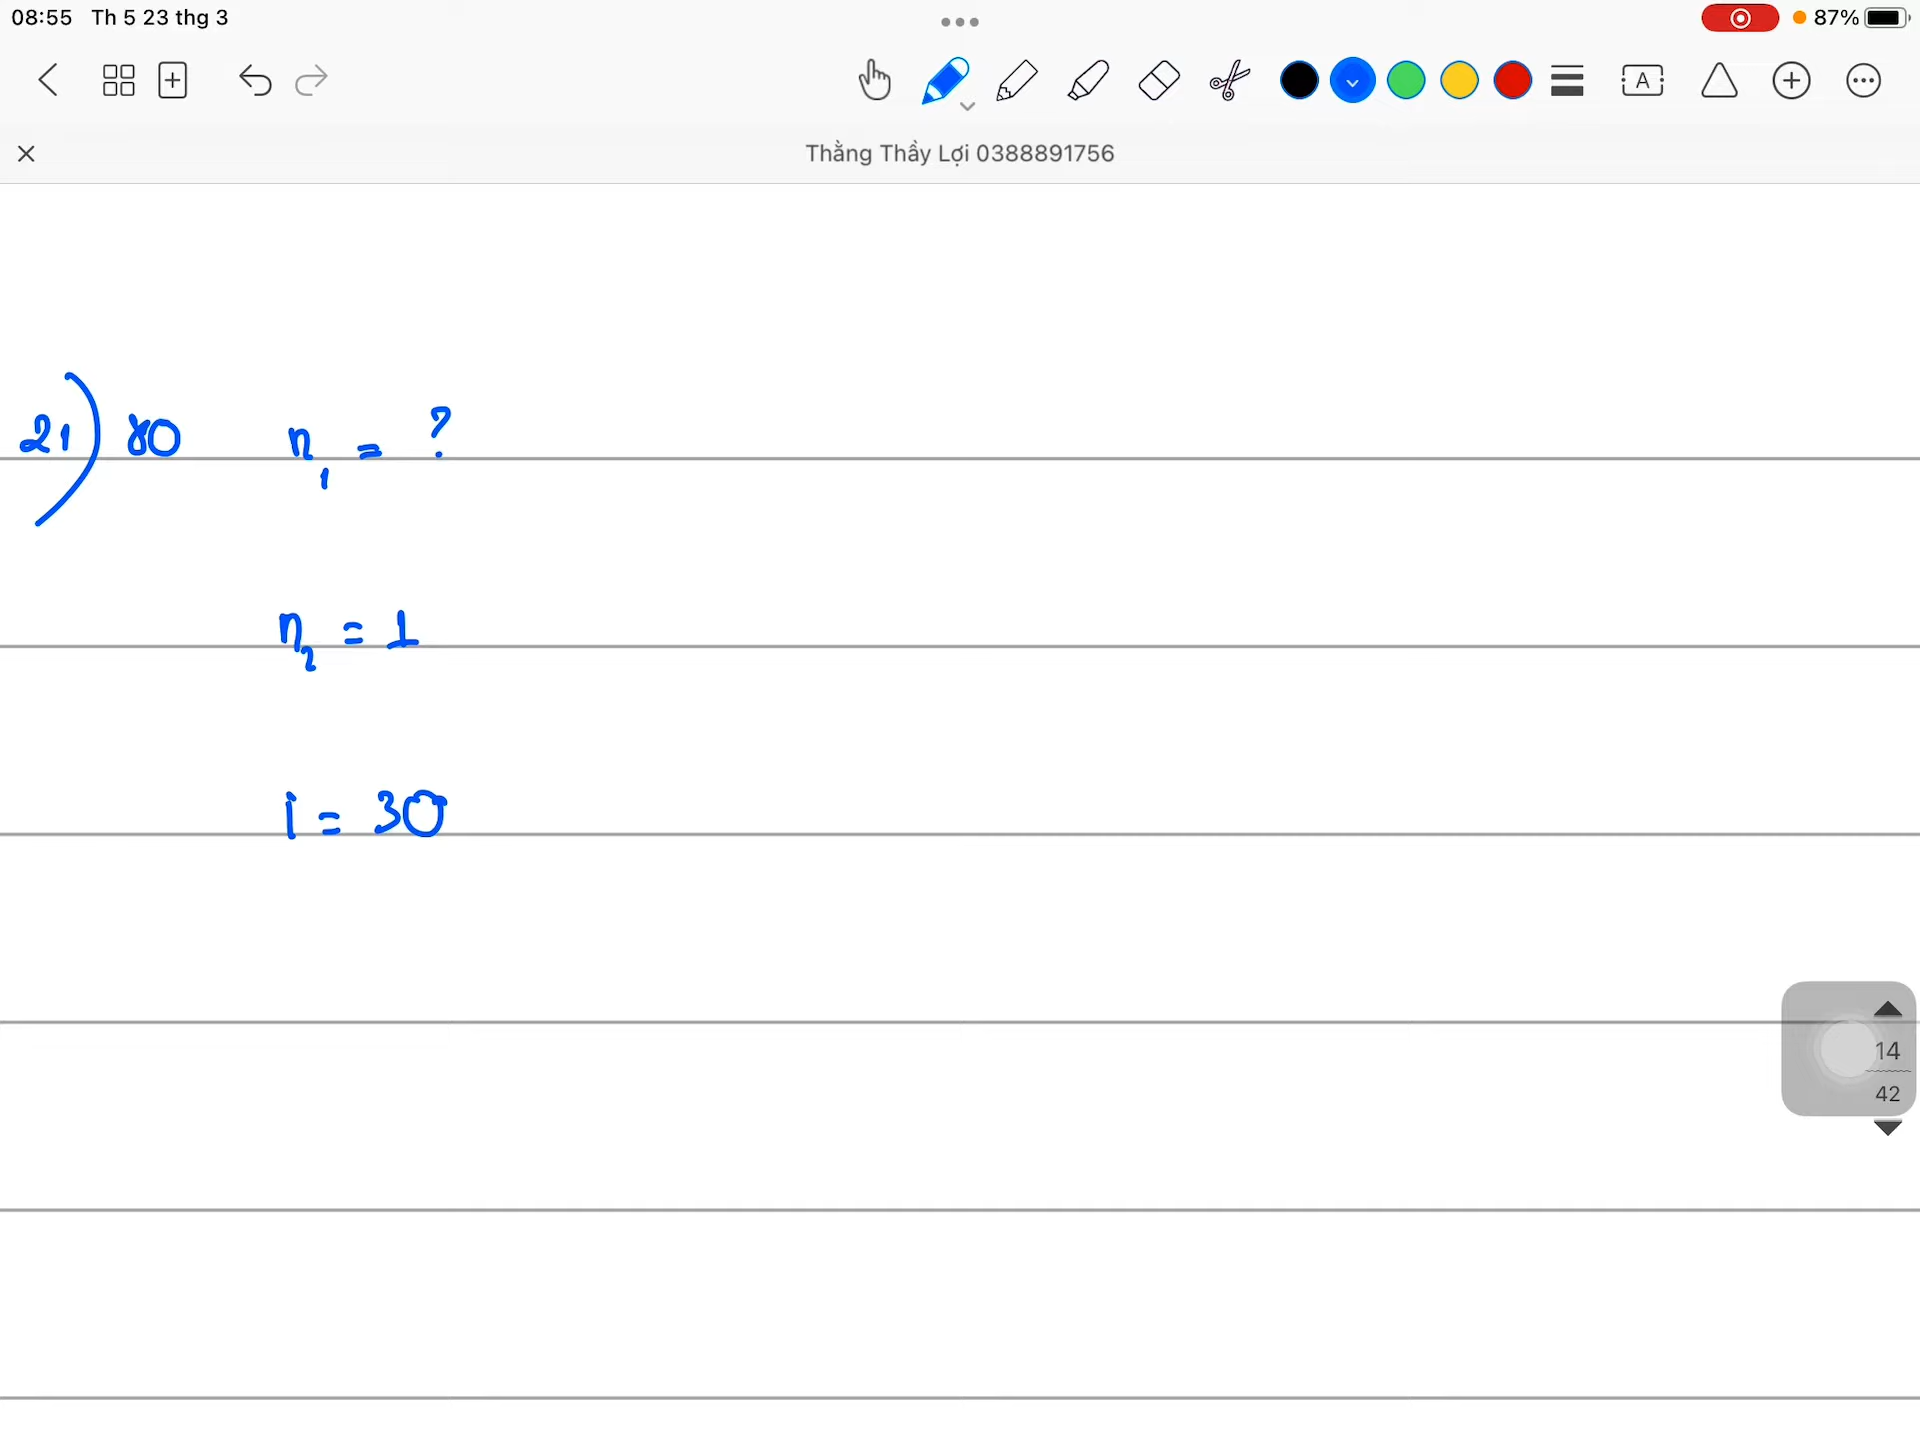 08:55 Th 5 23 thg 3
87%
A
Thằng Thầy Lợi 0388891756
21) 80 n₁ = ?
n₂ = 1
i = 30
14
42